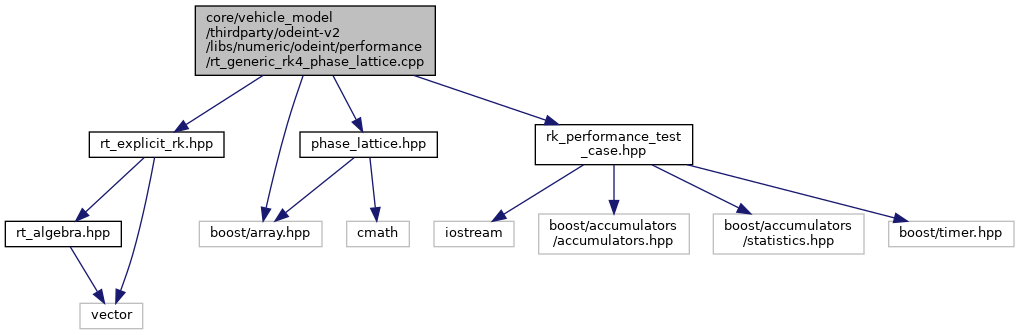 core/vehicle_model
/thirdparty/odeint-v2
/libs/numeric/odeint/performance
/rt_generic_rk4_phase_lattice.cpp
rt_explicit_rk.hpp
phase_lattice.hpp
rk_performance_test
_case.hpp
rt_algebra.hpp
boost/array.hpp
cmath
iostream
boost/accumulators
/accumulators.hpp
boost/accumulators
/statistics.hpp
boost/timer.hpp
vector